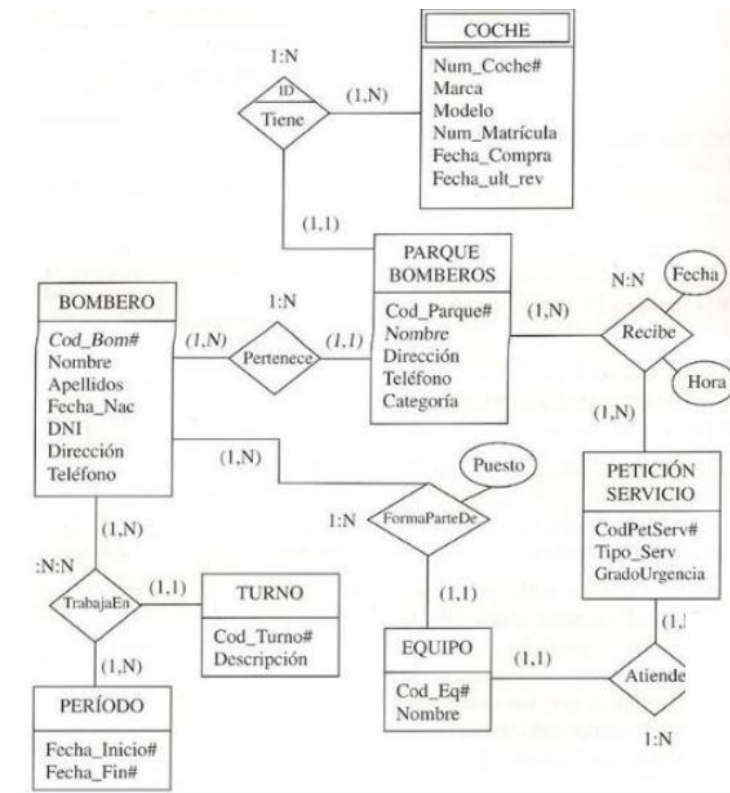 COCHE
Num_Coche#
Marca
Modelo
Num_Matrícula
Fecha_Compra
Fecha_ult_rev
1:N
ID
Tiene
(1,N)
(1,1)
PARQUE
BOMBEROS
Cod_Parque#
Nombre
Dirección
Teléfono
Categoría
BOMBERO
Cod_Bom#
Nombre
Apellidos
Fecha_Nac
DNI
Dirección
Teléfono
1:N
(1,N)
Pertenece
(1,1)
(1,N)
N:N
Fecha
Recibe
Hora
(1,N)
PETICIÓN
SERVICIO
CodPetServ#
Tipo_Serv
GradoUrgencia
(1,N)
Puesto
1:N
FormaParteDe
(1,1)
(1,N)
:N:N
TrabajaEn
(1,1)
TURNO
Cod_Turno#
Descripción
(1,N)
PERÍODO
Fecha_Inicio#
Fecha_Fin#
EQUIPO
Cod_Eq#
Nombre
(1,1)
(1,
Atiende
1:N